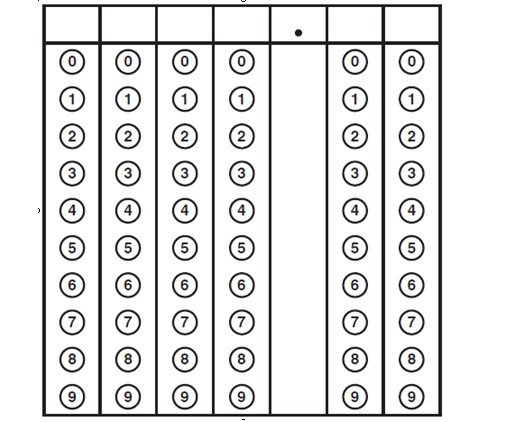 .
0 0 0 0 0 0
1 1 1 1 1 1
2 2 2 2 2 2
3 3 3 3 3 3
4 4 4 4 4 4
5 5 5 5 5 5
6 6 6 6 6 6
7 7 7 7 7 7
8 8 8 8 8 8
9 9 9 9 9 9